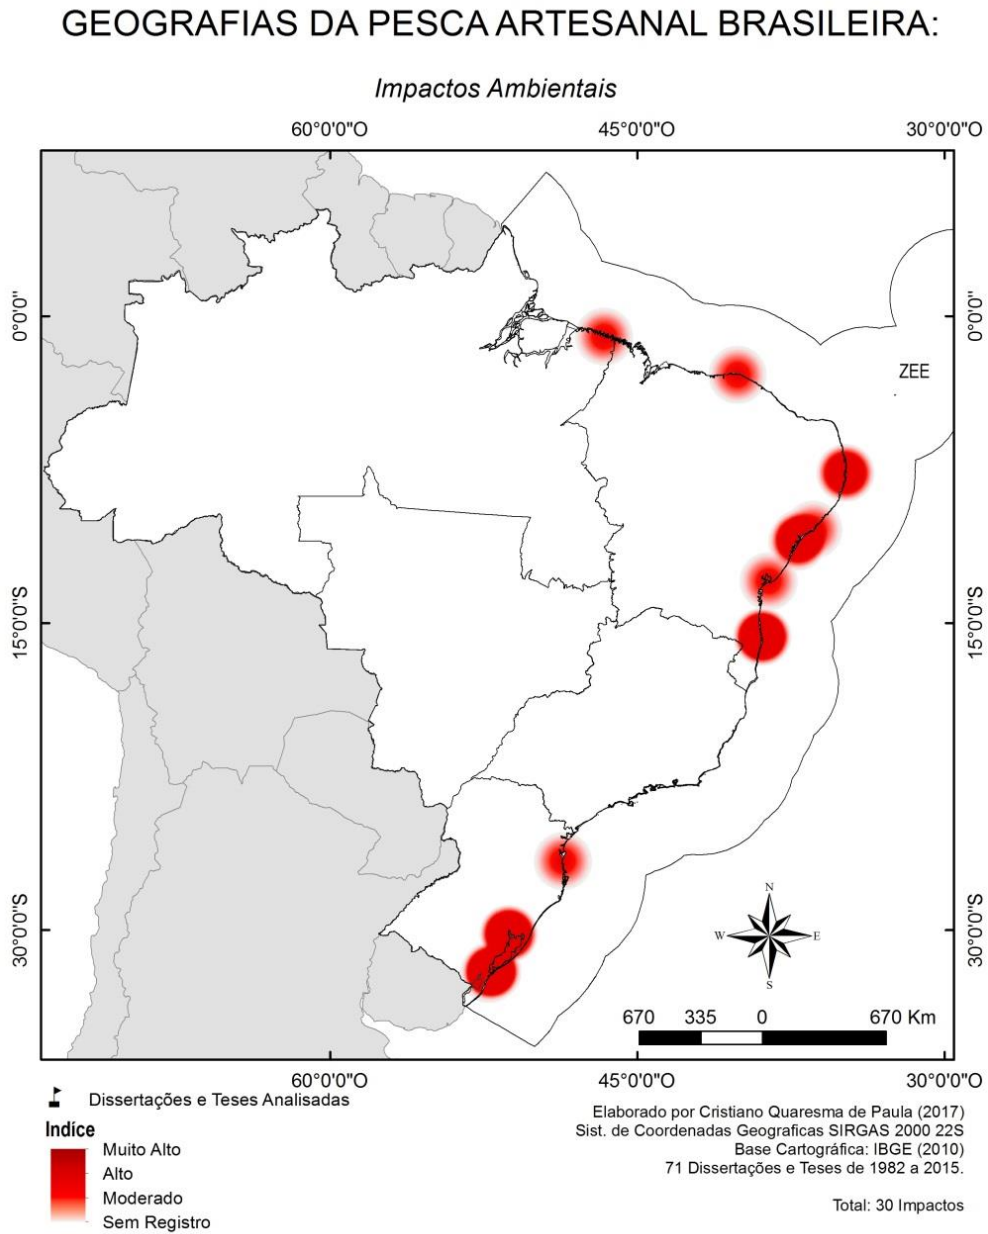 GEOGRAFIAS DA PESCA ARTESANAL BRASILEIRA:
Impactos Ambientais
60°0'0"O 45°0'0"O 30°0'0"O
0°0'0" 0°0'0"
ZEE
15°0'0"S 15°0'0"S
30°0'0"S 30°0'0"S
N
W E
S
670 335 0 670 Km
60°0'0"O 45°0'0"O 30°0'0"O
Dissertações e Teses Analisadas
Indíce
Muito Alto
Alto
Moderado
Sem Registro
Elaborado por Cristiano Quaresma de Paula (2017)
Sist. de Coordenadas Geograficas SIRGAS 2000 22S
Base Cartográfica: IBGE (2010)
71 Dissertações e Teses de 1982 a 2015.
Total: 30 Impactos